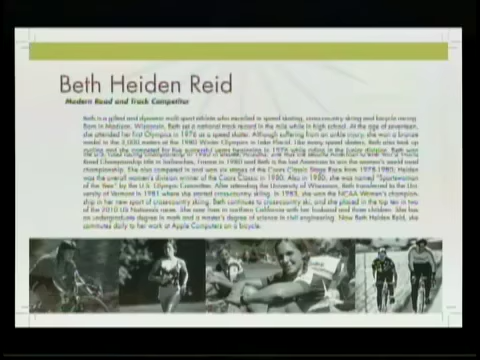 Beth Heiden Reid
Modern Road and Track Competitor
Beth is a gifted and dynamic multi-sport athlete who excelled in speed skating, cross-country skiing and bicycle racing.
Born in Madison, Wisconsin, Beth set a national track record in the mile while in high school. At the age of seventeen,
she attended her first Olympics in 1976 as a speed skater. Although suffering from an ankle injury, she won a bronze
medal in the 3,000 meters at the 1980 Winter Olympics in Lake Placid. Like many speed skaters, Beth also took up
cycling and she competed for five successful years beginning in 1976 while riding in the junior division. Beth won
Road Championship title in Sallanches, France in 1980 and Beth is the last American to win the women's world road
championship. She also competed in and won six stages of the Coors Classic Stage Race from 1978-1980; Heiden
was the overall women's division winner of the Coors Classic in 1980. Also in 1980, she was named "Sportswoman
of the Year" by the U.S. Olympic Committee. After attending the University of Wisconsin, Beth transferred to the Uni
versity of Vermont in 1981 where she started cross-country skiing. In 1983, she won the NCAA Women's champion-
ship in her new sport of cross-country skiing. Beth continues to cross-country ski, and she placed in the top ten in two
of the 2010 US Nationals races. She now lives in northern California with her husband and three children. She has
an undergraduate degree in math and a master's degree of science in civil engineering. Now Beth Heiden Reid, she
commutes daily to her work at Apple Computers on a bicycle.